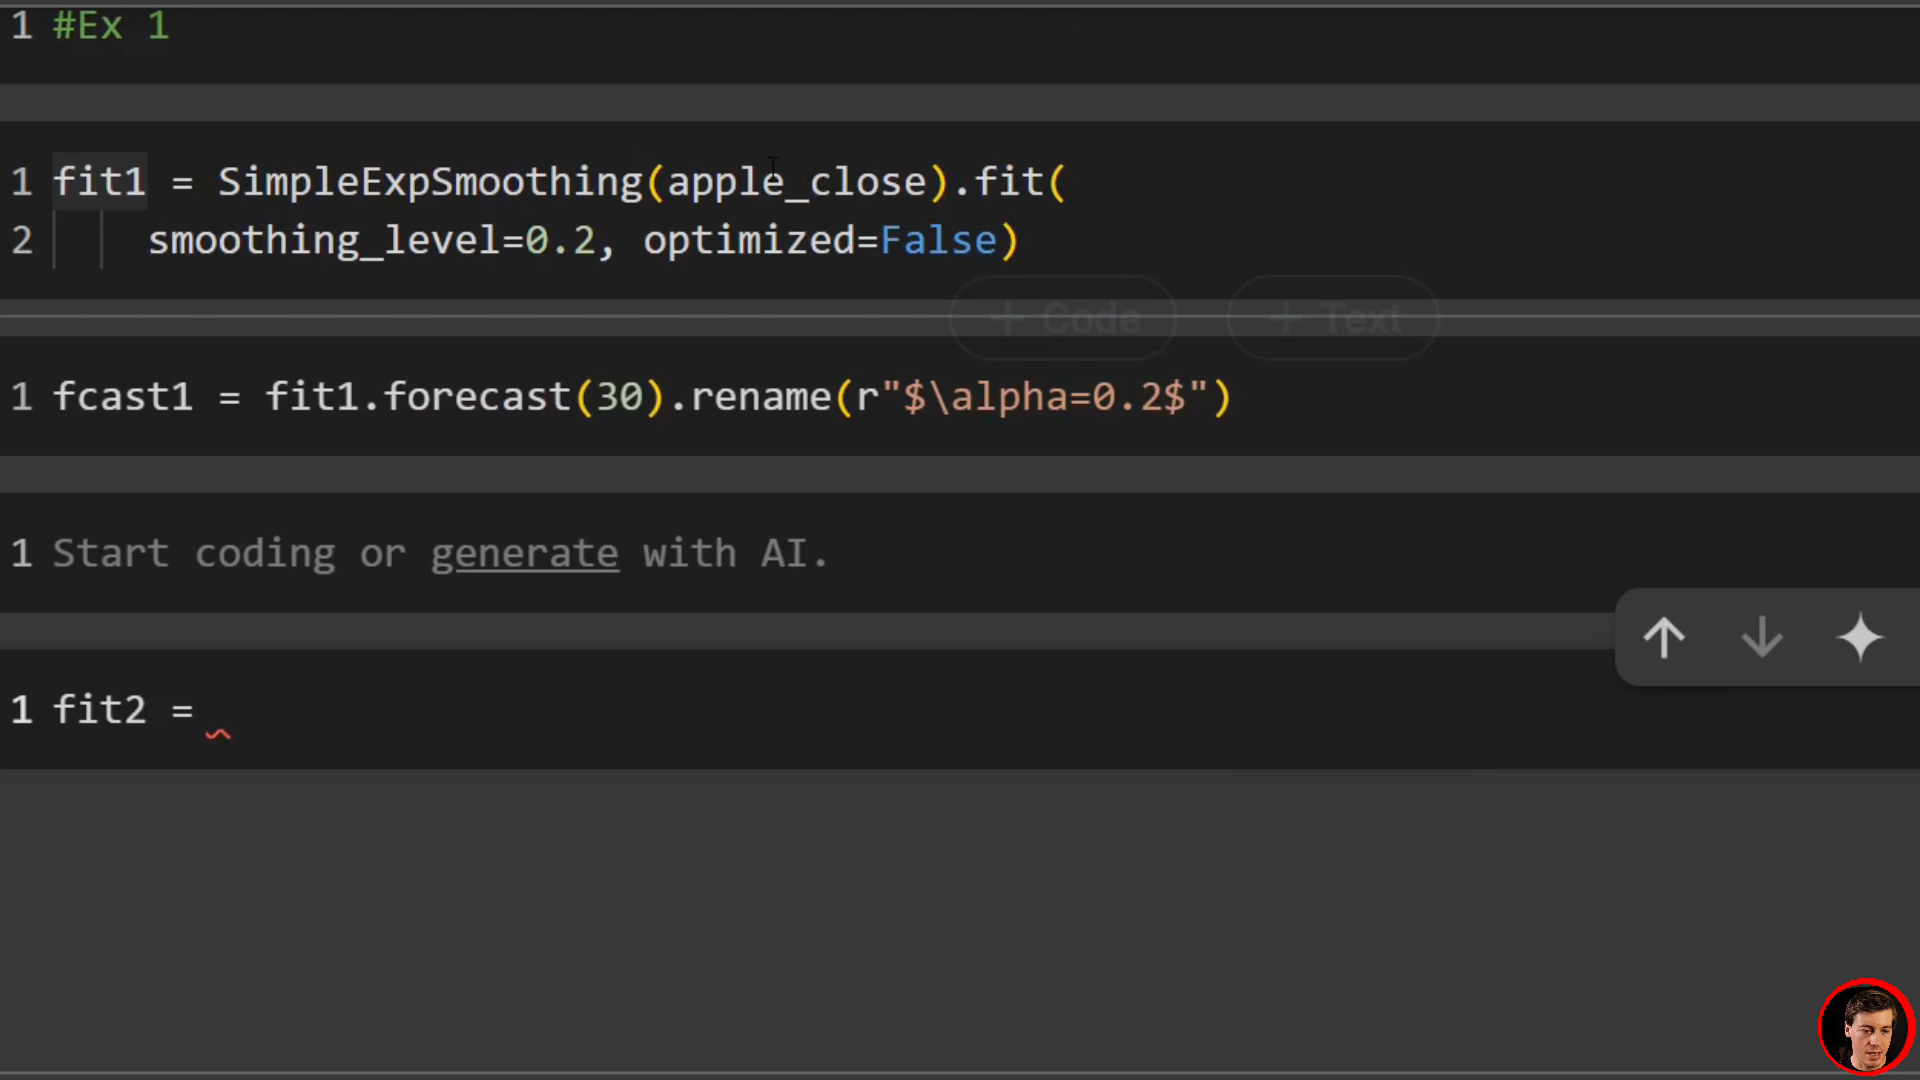 1 #Ex 1
1 fit1 = SimpleExpSmoothing(apple_close).fit(
2 smoothing_level=0.2, optimized=False)
+ Code + Text
1 fcast1 = fit1.forecast(30).rename(r"$\alpha=0.2$")
1 Start coding or generate with AI.
1 fit2 =